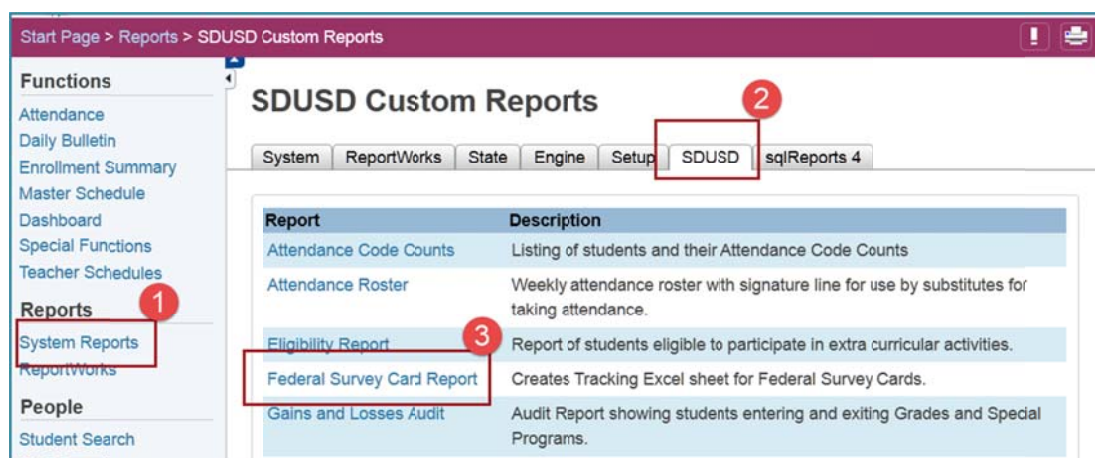 Start Page > Reports > SDUSD Custom Reports
Functions
Attendance
Daily Bulletin
Enrollment Summary
Master Schedule
Dashboard
Special Functions
Teacher Schedules
Reports
1
System Reports
ReportWorks
People
Student Search
SDUSD Custom Reports
2
System ReportWorks State Engine Setup SDUSD sqlReports 4
Report Description
Attendance Code Counts Listing of students and their Attendance Code Counts
Attendance Roster Weekly attendance roster with signature line for use by substitutes for
taking attendance.
3
Eligibility Report Report of students eligible to participate in extra curricular activities.
Federal Survey Card Report Creates Tracking Excel sheet for Federal Survey Cards.
Gains and Losses Audit Audit Report showing students entering and exiting Grades and Special
Programs.